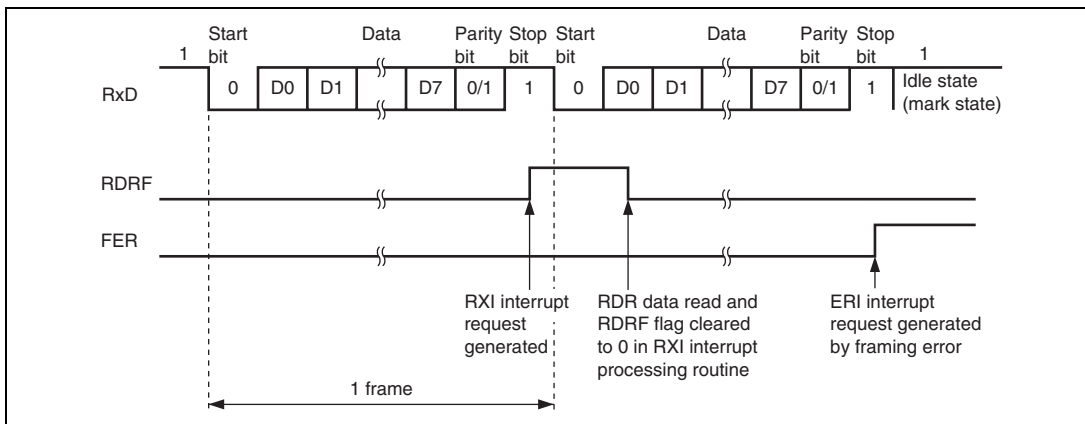 Start bit Data Parity bit Stop bit Start bit Data Parity bit Stop bit
1 1
RxD 0 D0 D1 D7 0/1 1 0 D0 D1 D7 0/1 1 Idle state (mark state)
RDRF
FER
RXI interrupt
request
generated
RDR data read and
RDRF flag cleared
to 0 in RXI interrupt
processing routine
ERI interrupt
request generated
by framing error
1 frame